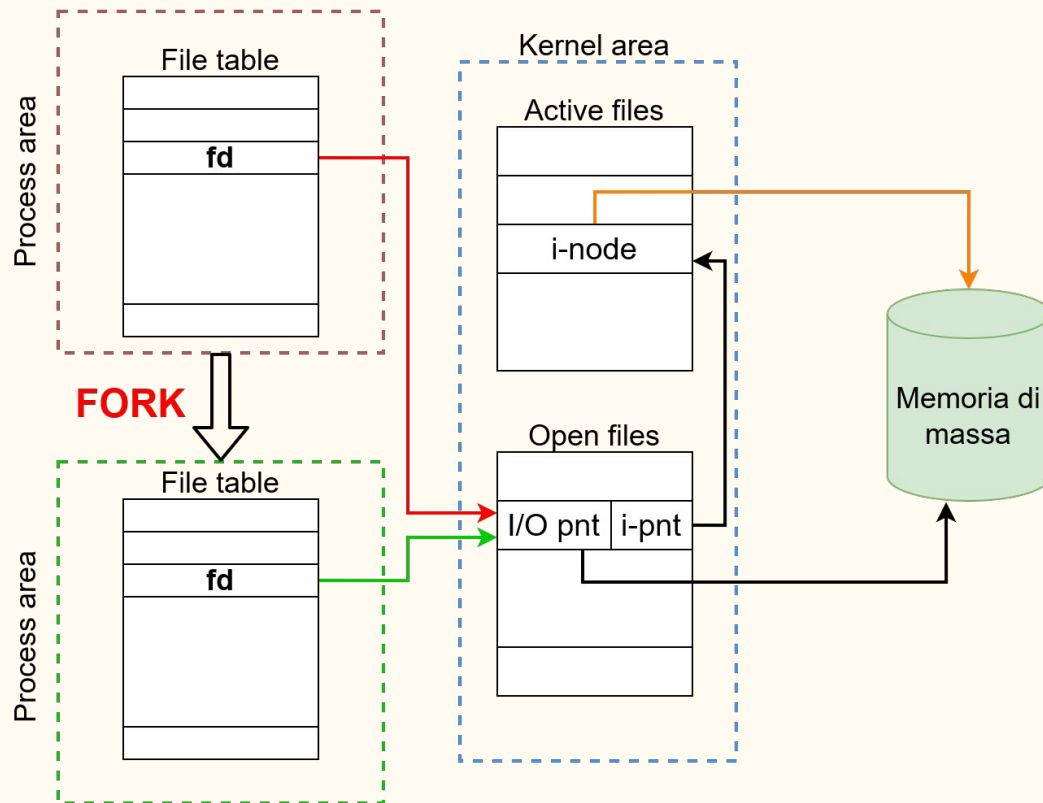 Process area
File table
fd
FORK
Process area
File table
fd
Kernel area
Active files
i-node
Open files
I/O pnt
i-pnt
Memoria di
massa